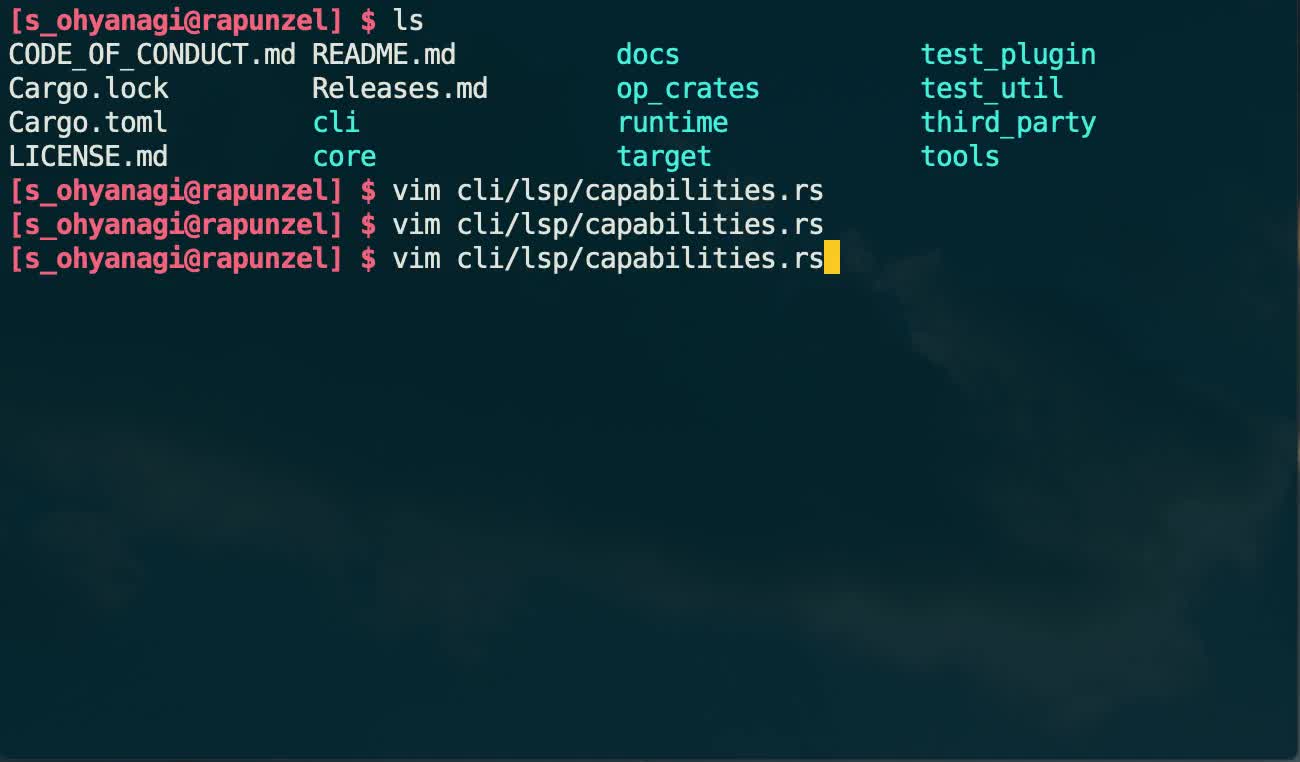 [s_ohyanagi@rapunzel] $ ls
CODE_OF_CONDUCT.md README.md docs test_plugin
Cargo.lock Releases.md op_crates test_util
Cargo.toml cli runtime third_party
LICENSE.md core target tools
[s_ohyanagi@rapunzel] $ vim cli/lsp/capabilities.rs
[s_ohyanagi@rapunzel] $ vim cli/lsp/capabilities.rs
[s_ohyanagi@rapunzel] $ vim cli/lsp/capabilities.rs